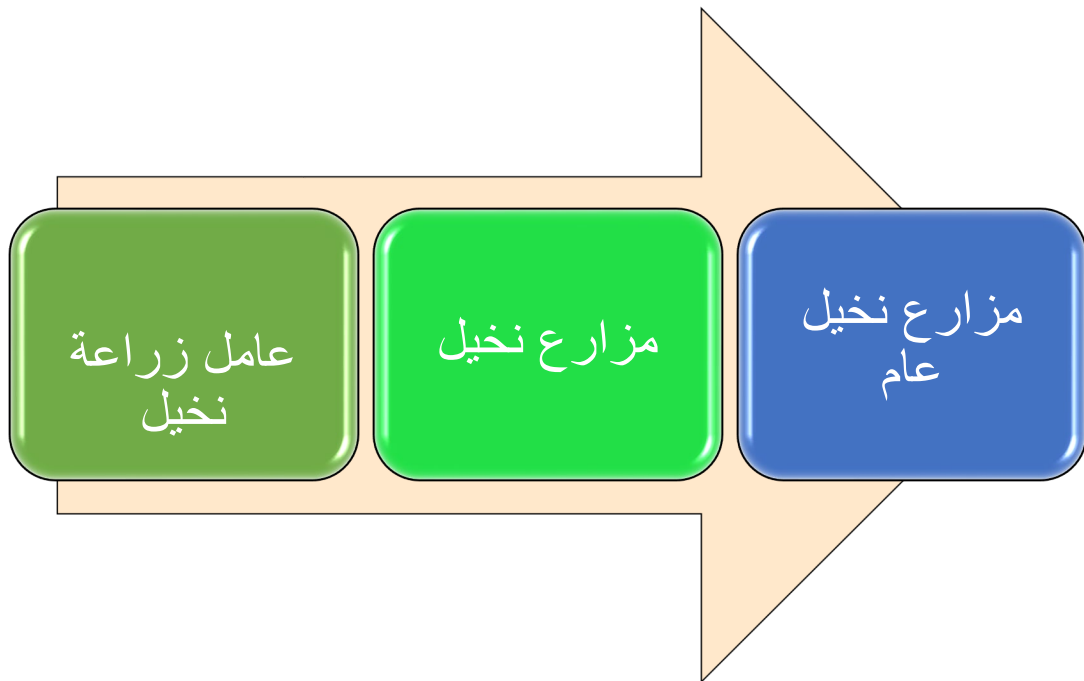 عامل زراعة
نخيل
مزارع نخيل
مزارع نخيل
عام